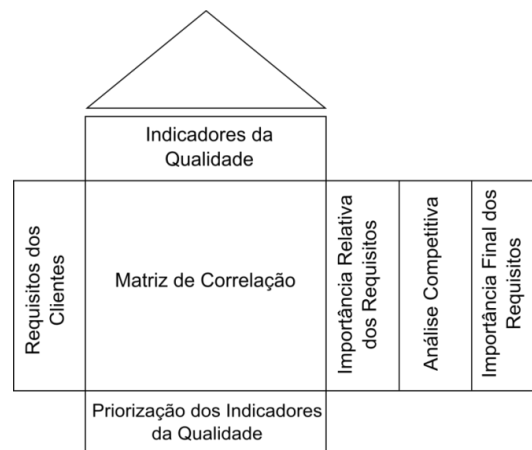 Indicadores da
Qualidade
Requisitos dos
Clientes
Matriz de Correlação
Importância Relativa
dos Requisitos
Análise Competitiva
Importância Final dos
Requisitos
Priorização dos Indicadores
da Qualidade